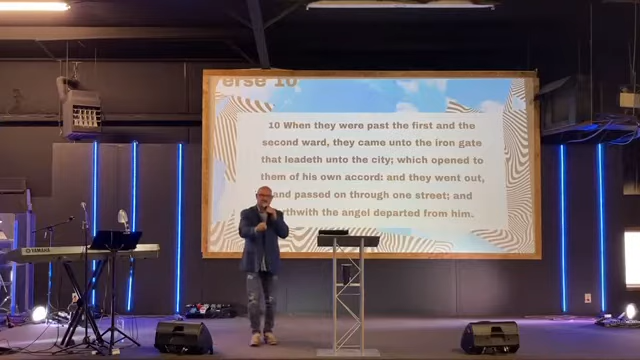 erse 10
10 When they were past the first and the
second ward, they came unto the iron gate
that leadeth unto the city; which opened to
them of his own accord: and they went out,
and passed on through one street; and
the angel departed from him.
YAMAHA